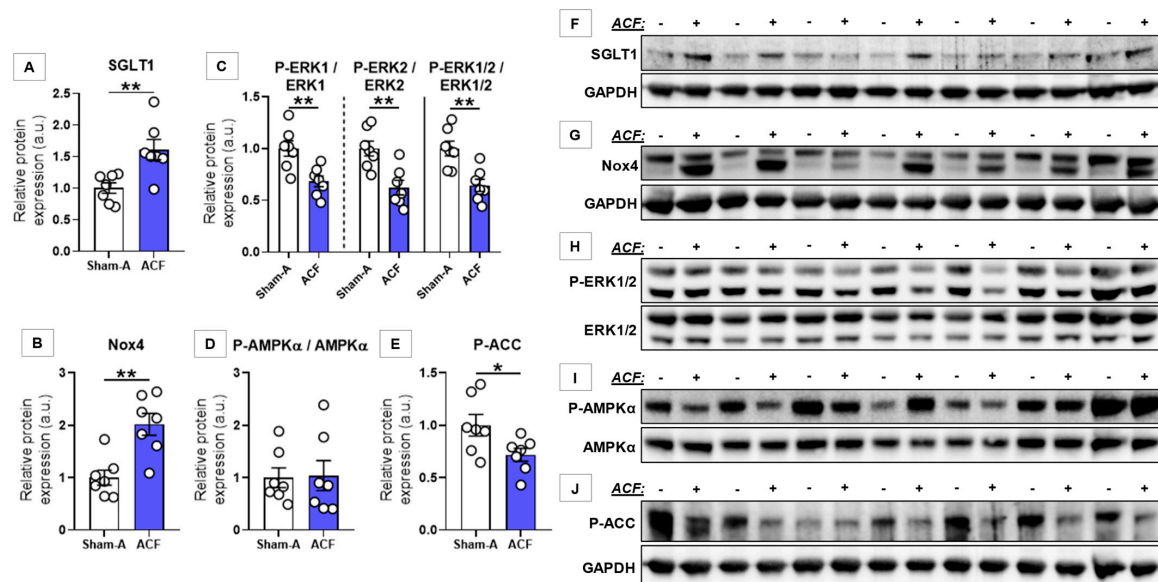 A
SGLT1
**
Relative protein
expression (a.u.)
2.5
2.0
1.5
1.0
0.5
0.0
Sham-A ACF
C
P-ERK1 /
ERK1
P-ERK2 /
ERK2
P-ERK1/2 /
ERK1/2
** ** **
Relative protein
expression (a.u.)
1.5
1.0
0.5
0.0
Sham-A ACF Sham-A ACF Sham-A ACF
B
Nox4
**
Relative protein
expression (a.u.)
3
2
1
0
Sham-A ACF
D
P-AMPKα / AMPKα
Relative protein
expression (a.u.)
3
2
1
0
Sham-A ACF
E
P-ACC
*
Relative protein
expression (a.u.)
1.5
1.0
0.5
0.0
Sham-A ACF
F
ACF: - + - + - + - + - + - + - +
SGLT1
GAPDH
G
ACF: - + - + - + - + - + - + - +
Nox4
GAPDH
H
ACF: - + - + - + - + - + - + - +
P-ERK1/2
ERK1/2
I
ACF: - + - + - + - + - + - + - +
P-AMPKα
AMPKα
J
ACF: - + - + - + - + - + - + - +
P-ACC
GAPDH